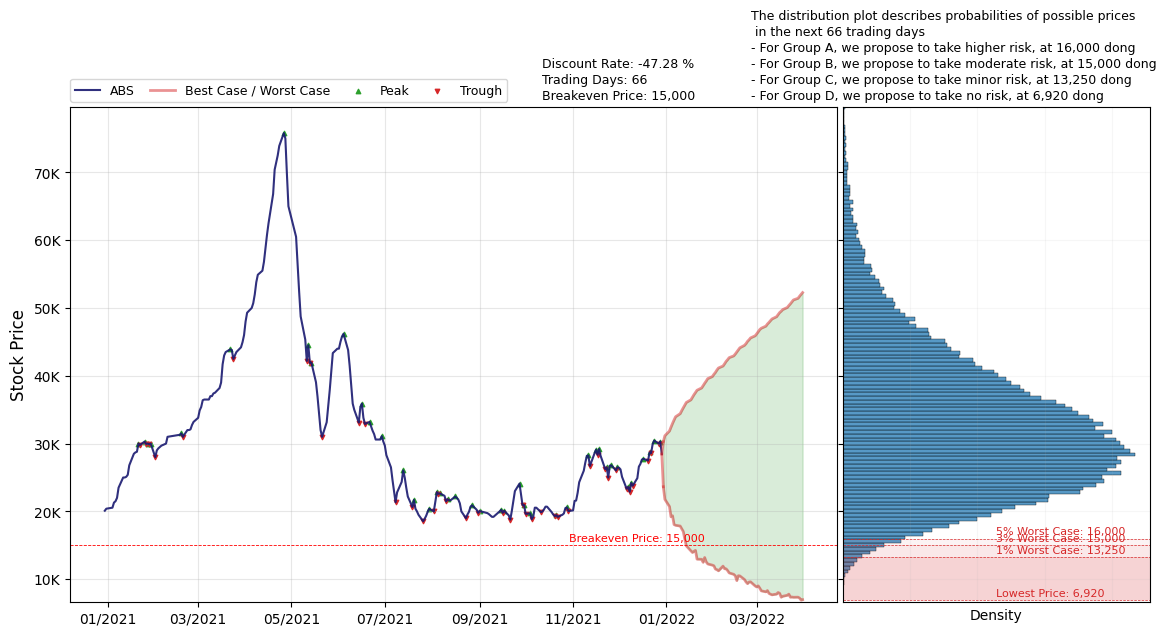 The distribution plot describes probabilities of possible prices
in the next 66 trading days
- For Group A, we propose to take higher risk, at 16,000 dong
- For Group B, we propose to take moderate risk, at 15,000 dong
- For Group C, we propose to take minor risk, at 13,250 dong
- For Group D, we propose to take no risk, at 6,920 dong
Discount Rate: -47.28 %
Trading Days: 66
Breakeven Price: 15,000
ABS
Best Case / Worst Case
Peak
Trough
Stock Price
70K
60K
50K
40K
30K
20K
10K
Breakeven Price: 15,000
01/2021
03/2021
05/2021
07/2021
09/2021
11/2021
01/2022
03/2022
5% Worst Case: 16,000
3% Worst Case: 15,000
1% Worst Case: 13,250
Lowest Price: 6,920
Density